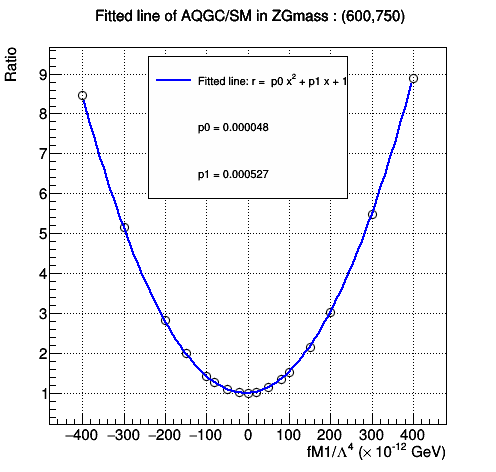 Fitted line of AQGC/SM in ZGmass : (600,750)
Ratio
Fitted line: r = p0 x² + p1 x + 1
p0 = 0.000048
p1 = 0.000527
9
8
7
6
5
4
3
2
1
−400 −300 −200 −100 0 100 200 300 400
fM1/Λ⁴ (× 10⁻¹² GeV)